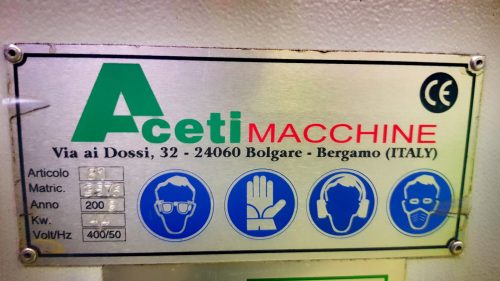 Aceti MACCHINE
CE
Via ai Dossi, 32 - 24060 Bolgare - Bergamo (ITALY)
Articolo
Matric.
Anno 200
Kw.
Volt/Hz 400/50